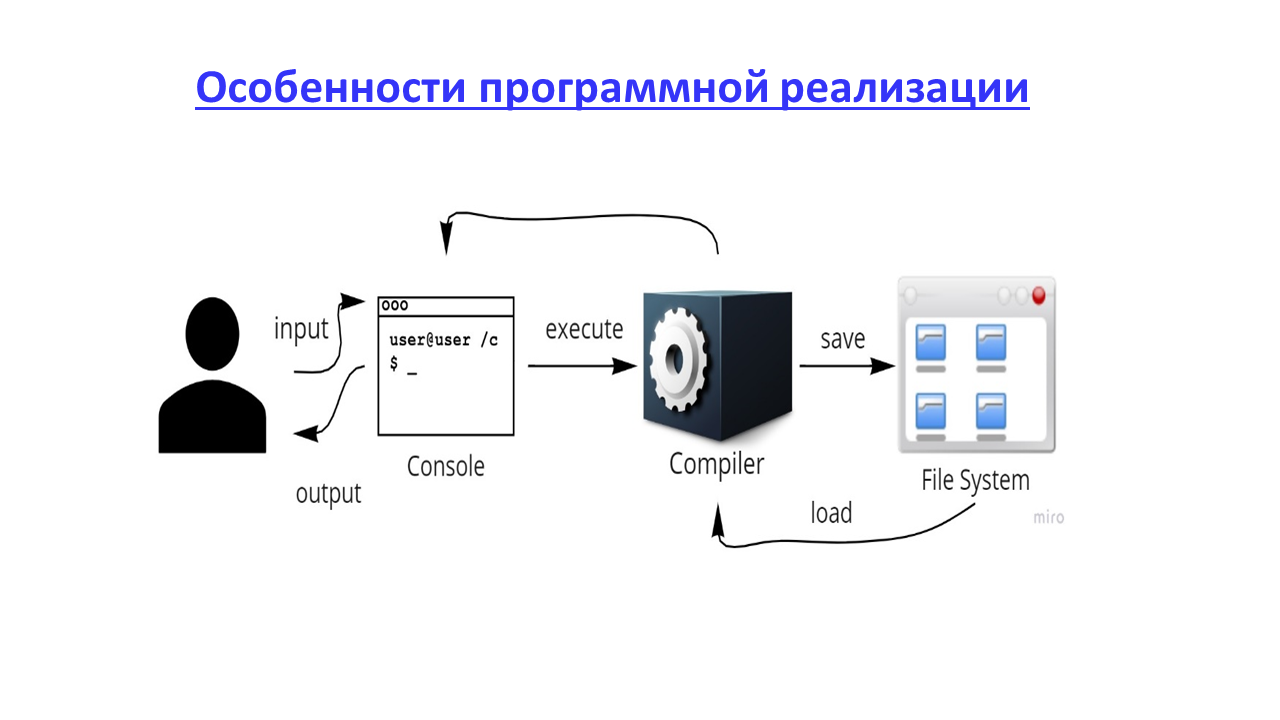 Особенности программной реализации
input
output
ooo
user@user /c
$ _
Console
execute
Compiler
save
load
File System
miro